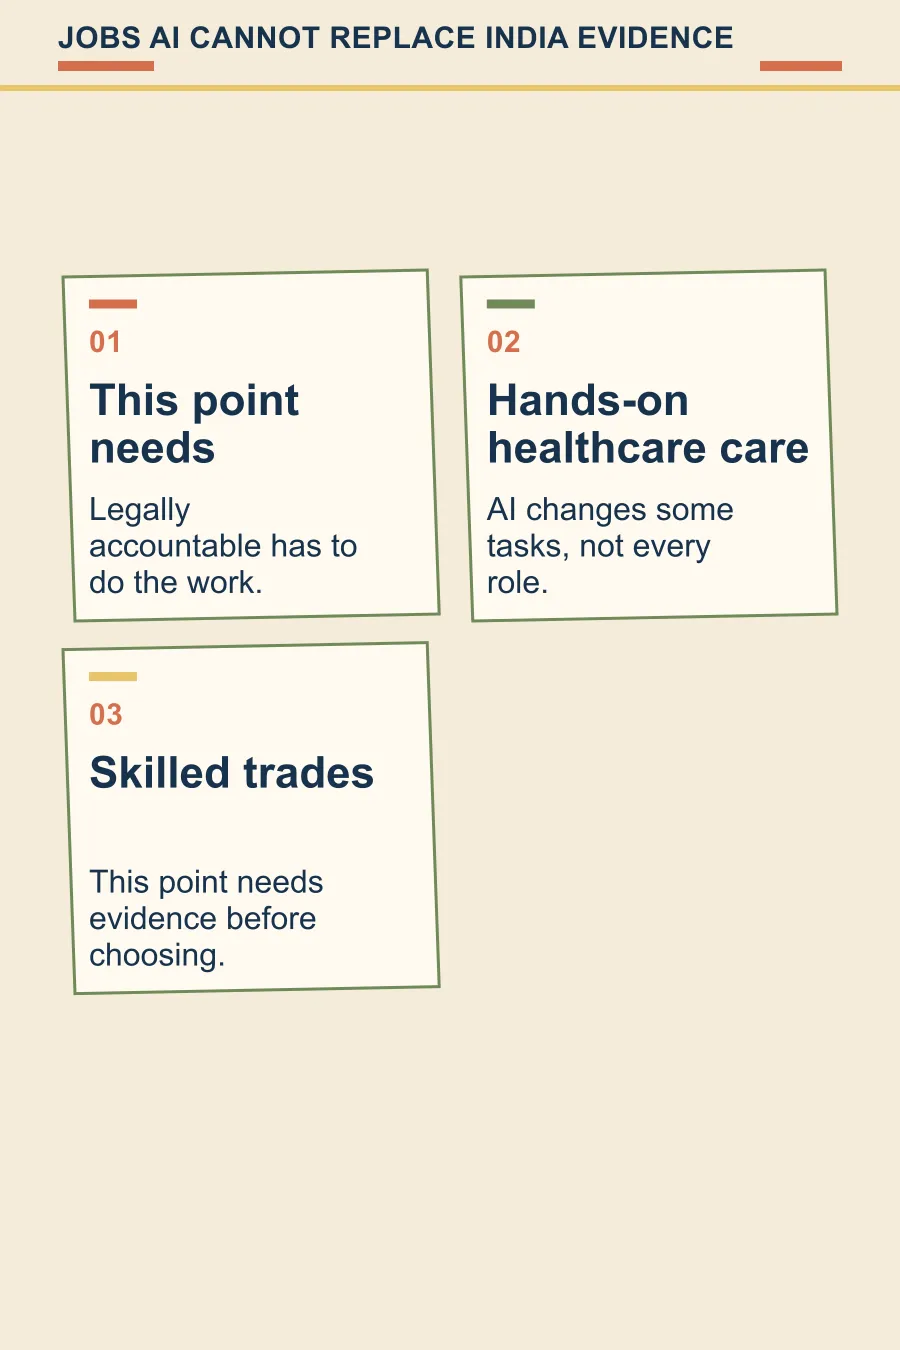 JOBS AI CANNOT REPLACE INDIA EVIDENCE
01
This point
needs
Legally
accountable has to
do the work.
02
Hands-on
healthcare care
AI changes some
tasks, not every
role.
03
Skilled trades
This point needs
evidence before
choosing.